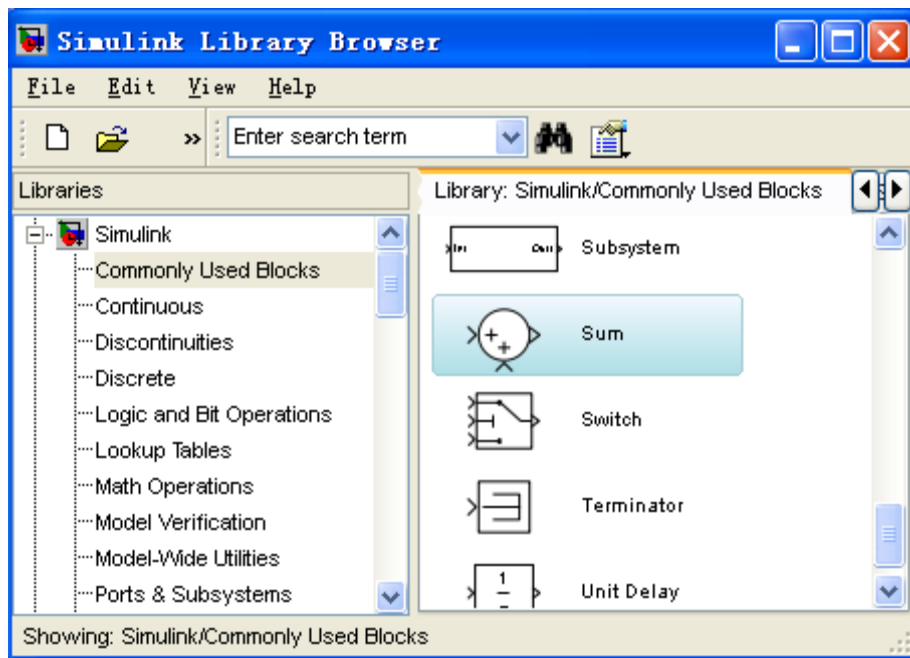 Simulink Library Browser
File Edit View Help
» Enter search term
Libraries
Library: Simulink/Commonly Used Blocks
Simulink
Commonly Used Blocks
Continuous
Discontinuities
Discrete
Logic and Bit Operations
Lookup Tables
Math Operations
Model Verification
Model-Wide Utilities
Ports & Subsystems
Subsystem
+
+
Sum
Switch
Terminator
1
Unit Delay
Showing: Simulink/Commonly Used Blocks